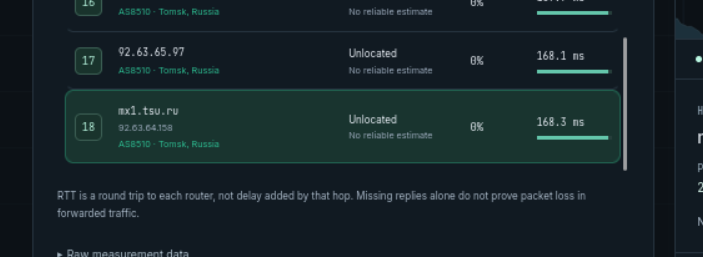 16
AS8510 · Tomsk, Russia
No reliable estimate
0%
17
92.63.65.97
AS8510 · Tomsk, Russia
Unlocated
No reliable estimate
0%
168.1 ms
18
mx1.tsu.ru
92.63.64.158
AS8510 · Tomsk, Russia
Unlocated
No reliable estimate
0%
168.3 ms
RTT is a round trip to each router, not delay added by that hop. Missing replies alone do not prove packet loss in
forwarded traffic.
▸ Raw measurement data